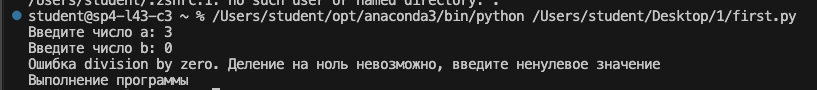 /users/student/.zshrc:1: no such user or named directory: .
student@sp4-l43-c3 ~ % /Users/student/opt/anaconda3/bin/python /Users/student/Desktop/1/first.py
Введите число a: 3
Введите число b: 0
Ошибка division by zero. Деление на ноль невозможно, введите ненулевое значение
Выполнение программы